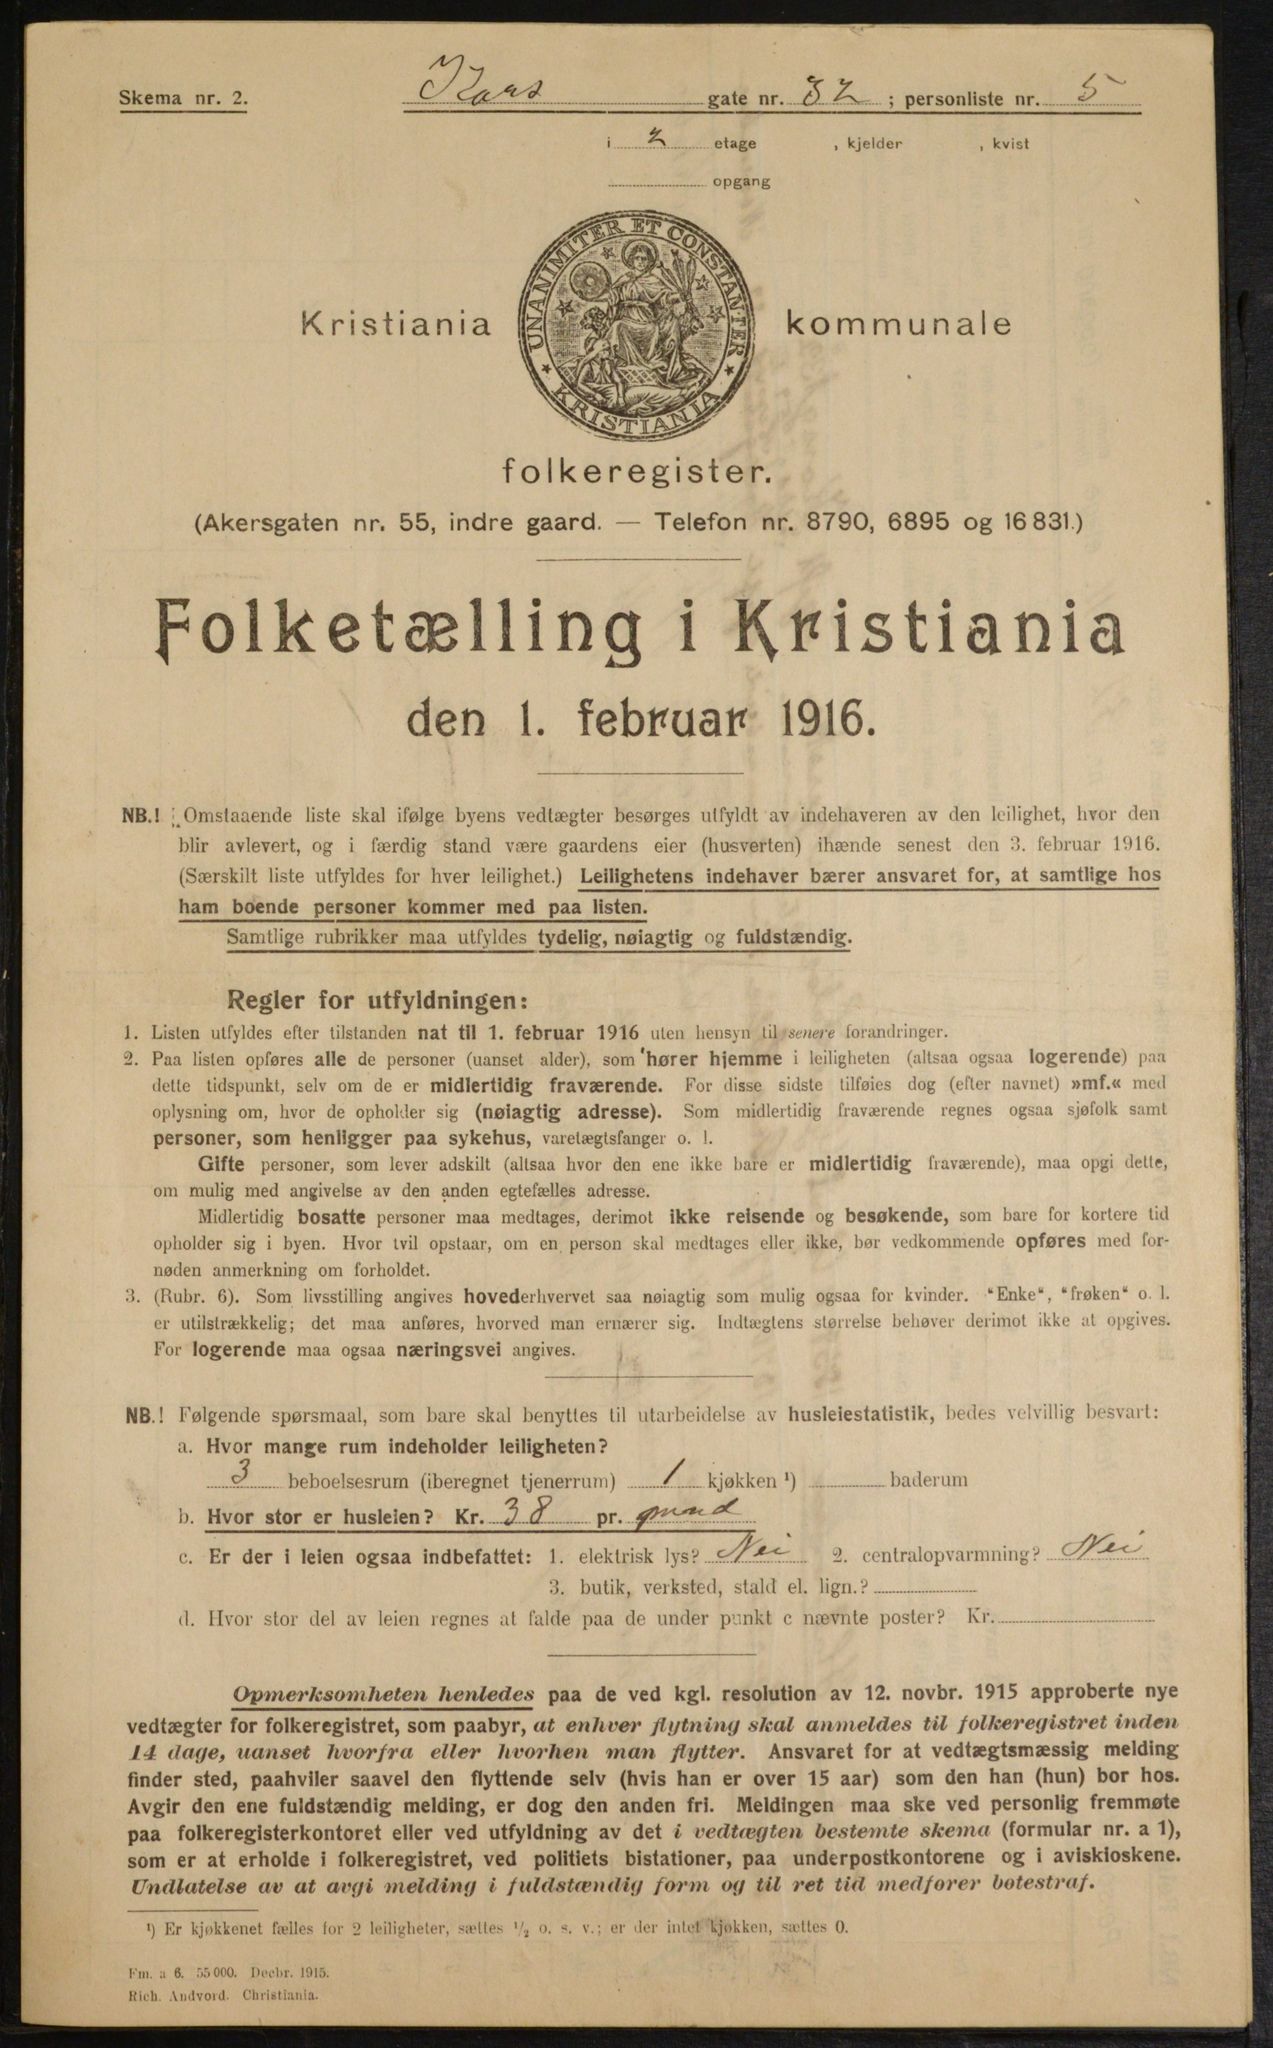 Skema nr. 2. Kors gate nr. 32 ; personliste nr. 5
i 2 etage , kjelder , kvist
opgang
UNANIMITER ET CONSTANTER
KRISTIANIA
Kristiania kommunale
folkeregister.
(Akersgaten nr. 55, indre gaard. — Telefon nr. 8790, 6895 og 16 831.)
Folketælling i Kristiania
den 1. februar 1916.
NB.! Omstaaende liste skal ifølge byens vedtægter besørges utfyldt av indehaveren av den leilighet, hvor den
blir avlevert, og i færdig stand være gaardens eier (husverten) ihænde senest den 3. februar 1916.
(Særskilt liste utfyldes for hver leilighet.) Leilighetens indehaver bærer ansvaret for, at samtlige hos
ham boende personer kommer med paa listen.
Samtlige rubrikker maa utfyldes tydelig, nøiagtig og fuldstændig.
Regler for utfyldningen:
1. Listen utfyldes efter tilstanden nat til 1. februar 1916 uten hensyn til senere forandringer.
2. Paa listen opføres alle de personer (uanset alder), som hører hjemme i leiligheten (altsaa ogsaa logerende) paa
dette tidspunkt, selv om de er midlertidig fraværende. For disse sidste tilføies dog (efter navnet) »mf.« med
oplysning om, hvor de opholder sig (nøiagtig adresse). Som midlertidig fraværende regnes ogsaa sjøfolk samt
personer, som henligger paa sykehus, varetægtsfanger o. l.
Gifte personer, som lever adskilt (altsaa hvor den ene ikke bare er midlertidig fraværende), maa opgi dette,
om mulig med angivelse av den anden egtefælles adresse.
Midlertidig bosatte personer maa medtages, derimot ikke reisende og besøkende, som bare for kortere tid
opholder sig i byen. Hvor tvil opstaar, om en person skal medtages eller ikke, bør vedkommende opføres med for-
nøden anmerkning om forholdet.
3. (Rubr. 6). Som livsstilling angives hovederhvervet saa nøiagtig som mulig ogsaa for kvinder. "Enke", "frøken" o. l.
er utilstrækkelig; det maa anføres, hvorved man ernærer sig. Indtægtens størrelse behøver derimot ikke at opgives.
For logerende maa ogsaa næringsvei angives.
NB.! Følgende spørsmaal, som bare skal benyttes til utarbeidelse av husleiestatistik, bedes velvillig besvart:
a. Hvor mange rum indeholder leiligheten?
3 beboelsesrum (iberegnet tjenerrum) 1 kjøkken ¹) baderum
b. Hvor stor er husleien? Kr. 38 pr. maand
c. Er der i leien ogsaa indbefattet: 1. elektrisk lys? Nei 2. centralopvarmning? Nei
3. butik, verksted, stald el. lign.?
d. Hvor stor del av leien regnes at falde paa de under punkt c nævnte poster? Kr.
Opmerksomheten henledes paa de ved kgl. resolution av 12. novbr. 1915 approberte nye
vedtægter for folkeregistret, som paabyr, at enhver flytning skal anmeldes til folkeregistret inden
14 dage, uanset hvorfra eller hvorhen man flytter. Ansvaret for at vedtægtsmæssig melding
finder sted, paahviler saavel den flyttende selv (hvis han er over 15 aar) som den han (hun) bor hos.
Avgir den ene fuldstændig melding, er dog den anden fri. Meldingen maa ske ved personlig fremmøte
paa folkeregisterkontoret eller ved utfyldning av det i vedtægten bestemte skema (formular nr. a 1),
som er at erholde i folkeregistret, ved politiets bistationer, paa underpostkontorene og i aviskioskene.
Undlatelse av at avgi melding i fuldstændig form og til ret tid medfører bøtestraf.
¹) Er kjøkkenet fælles for 2 leiligheter, sættes ½ o. s. v.; er der intet kjøkken, sættes 0.
Fm. a 6. 55 000. Decbr. 1915.
Rich. Andvord. Christiania.